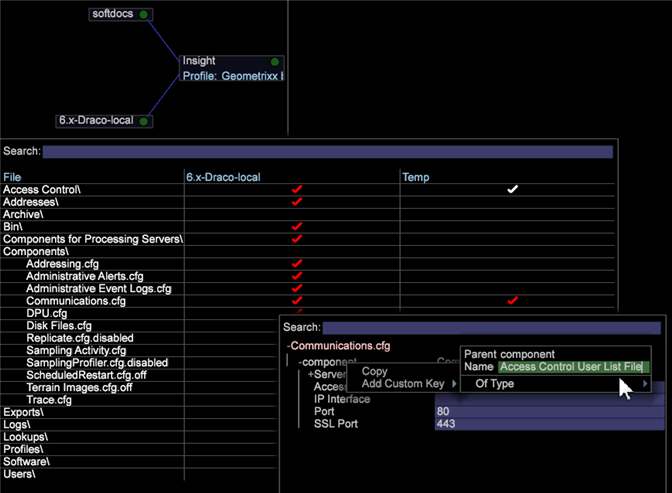 softdocs
Insight
Profile: Geometrixx I
6.x-Draco-local
Search:
File 6.x-Draco-local Temp
Access Control\
Addresses\
Archive\
Bin\
Components for Processing Servers\
Components\
Addressing.cfg
Administrative Alerts.cfg
Administrative Event Logs.cfg
Communications.cfg
DPU.cfg
Disk Files.cfg
Replicate.cfg.disabled
Sampling Activity.cfg
SamplingProfiler.cfg.disabled
ScheduledRestart.cfg.off
Terrain Images.cfg.off
Trace.cfg
Exports\
Logs\
Lookups\
Profiles\
Software\
Users\
Search:
-Communications.cfg
-component
+Server
Access
IP Interface
Port 80
SSL Port 443
Copy
Add Custom Key
Parent component
Name Access Control User List File
Of Type